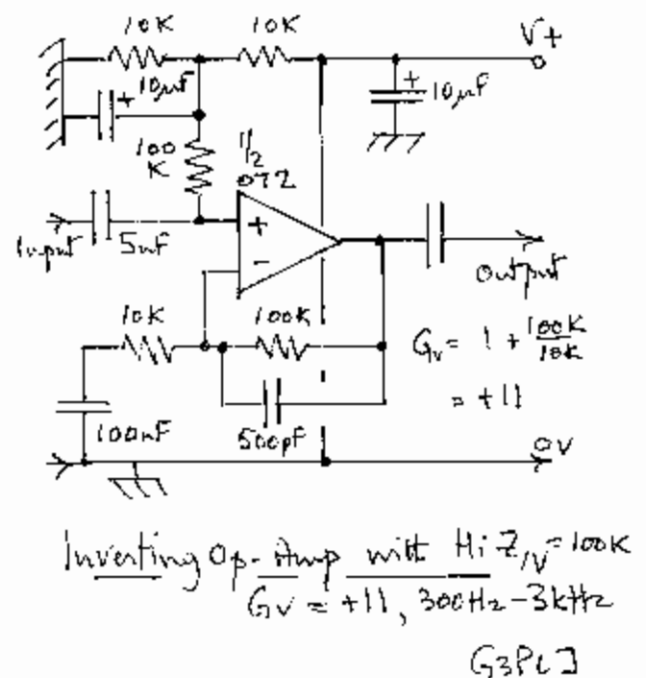 10K
10K
V+
+ 10µF
+ 10µF
100 K
1/2 072
+
-
Input
5nF
Output
10K
100K
Gv = 1 + 100K/10K
= +11
100nF
500pF
0V
Inverting Op-Amp with Hi Z IN = 100K
Gv = +11, 300Hz-3kHz
G3PCJ